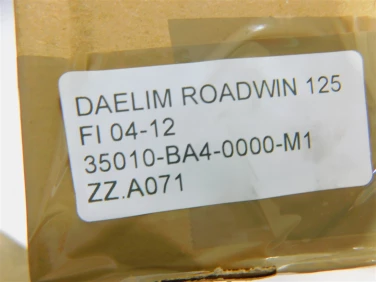 DAELIM ROADWIN 125
FI 04-12
35010-BA4-0000-M1
ZZ.A071